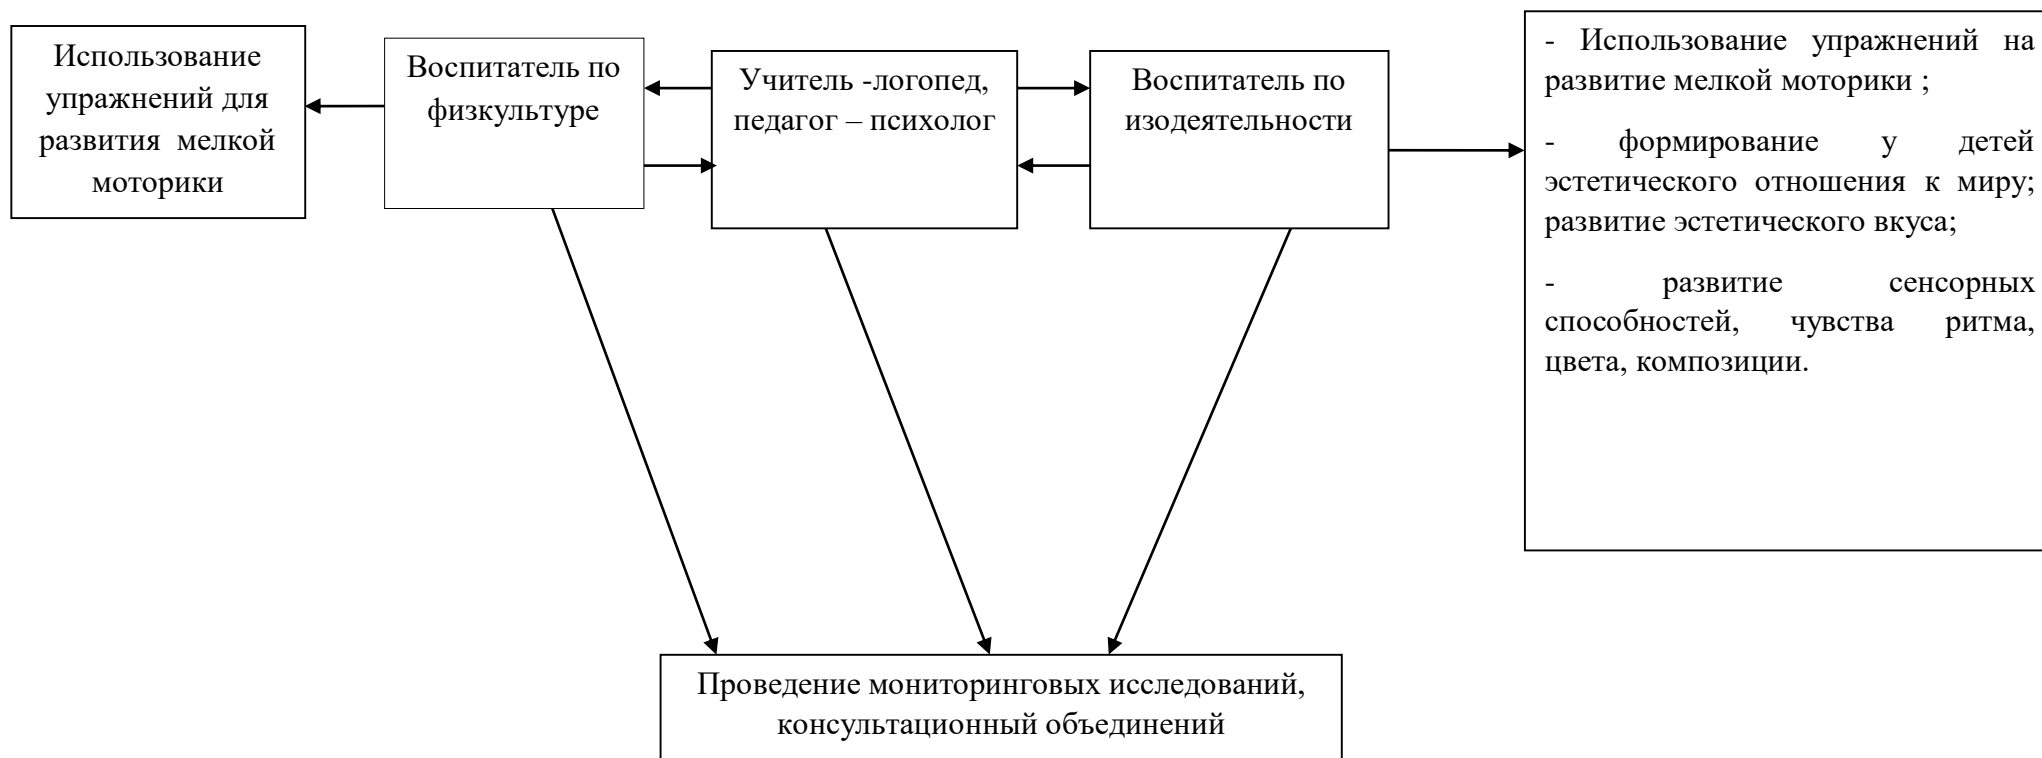 Использование
упражнений для
развития мелкой
моторики
Воспитатель по
физкультуре
Учитель -логопед,
педагог – психолог
Воспитатель по
изодеятельности
- Использование упражнений на
развитие мелкой моторики ;
- формирование у детей
эстетического отношения к миру;
развитие эстетического вкуса;
- развитие сенсорных
способностей, чувства ритма,
цвета, композиции.
Проведение мониторинговых исследований,
консультационный объединений